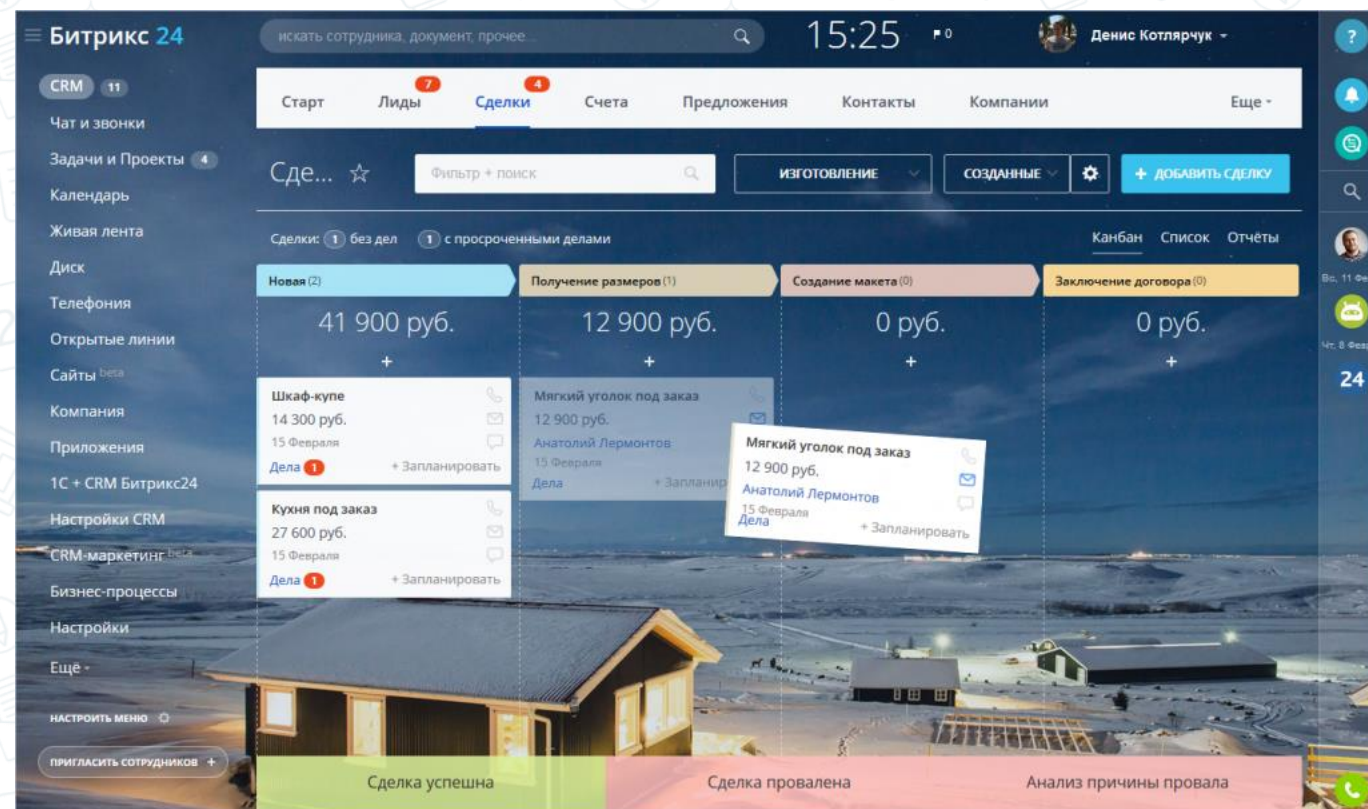 Битрикс 24
искать сотрудника, документ, прочее...
15:25
0
Денис Котлярчук
?
CRM 11
Чат и звонки
Задачи и Проекты 4
Календарь
Живая лента
Диск
Телефония
Открытые линии
Сайты beta
Компания
Приложения
1С + CRM Битрикс24
Настройки CRM
CRM-маркетинг beta
Бизнес-процессы
Настройки
Ещё
НАСТРОИТЬ МЕНЮ
ПРИГЛАСИТЬ СОТРУДНИКОВ +
Старт Лиды 7 Сделки 4 Счета Предложения Контакты Компании Еще
Сде...
Фильтр + поиск
ИЗГОТОВЛЕНИЕ
СОЗДАННЫЕ
+ ДОБАВИТЬ СДЕЛКУ
Сделки: 1 без дел 1 с просроченными делами
Канбан Список Отчёты
Новая (2)
41 900 руб.
+
Шкаф-купе
14 300 руб.
15 Февраля
Дела 1 + Запланировать
Кухня под заказ
27 600 руб.
15 Февраля
Дела 1 + Запланировать
Получение размеров (1)
12 900 руб.
+
Мягкий уголок под заказ
12 900 руб.
Анатолий Лермонтов
15 Февраля
Дела + Запланир
Мягкий уголок под заказ
12 900 руб.
Анатолий Лермонтов
15 Февраля
Дела + Запланировать
Создание макета (0)
0 руб.
+
Заключение договора (0)
0 руб.
+
Вс, 11 Фе
Чт, 8 Фев
24
Сделка успешна
Сделка провалена
Анализ причины провала